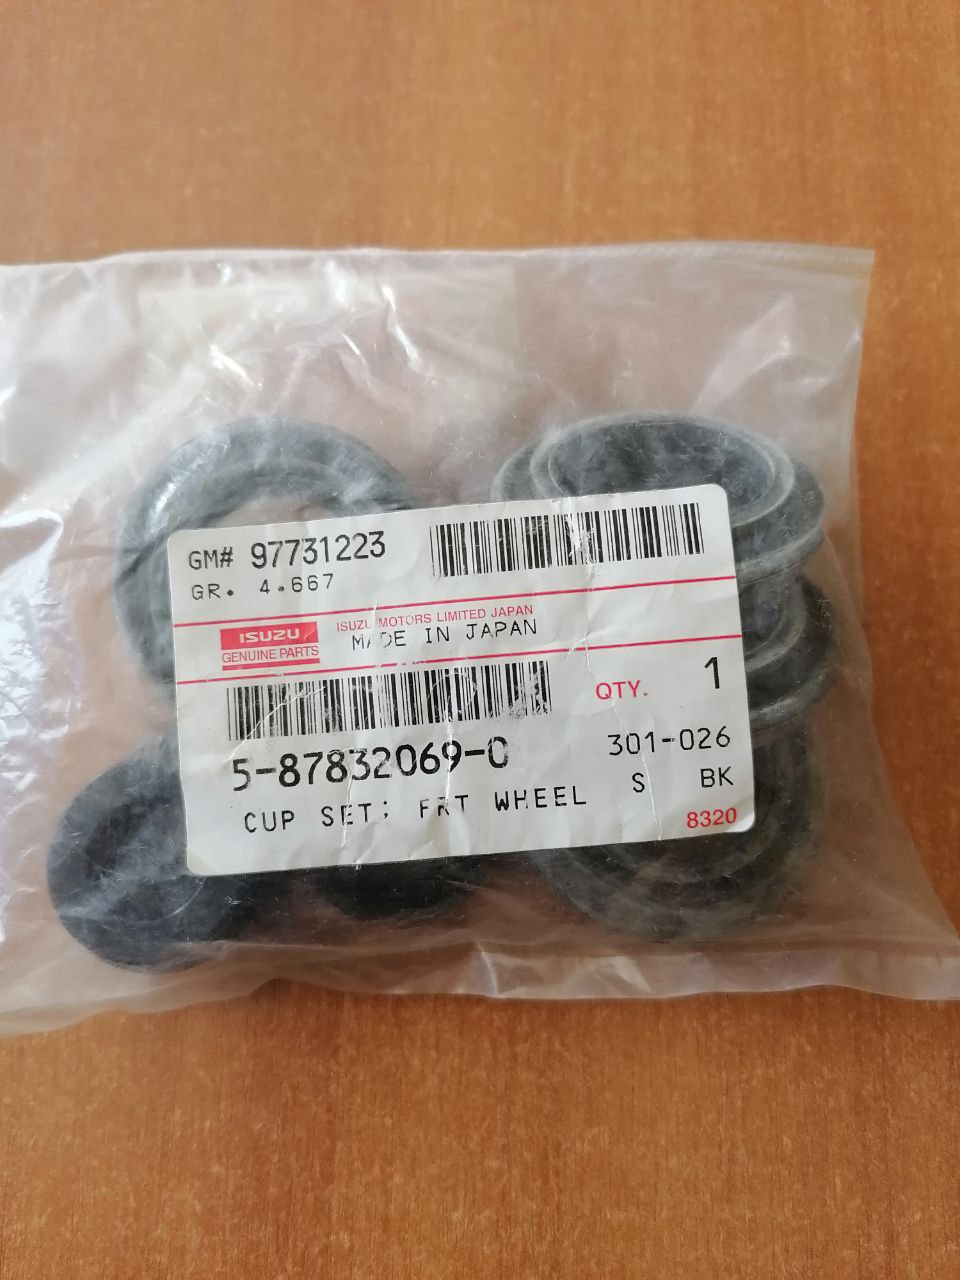 GM# 97731223
GR. 4.667
ISUZU
GENUINE PARTS
ISUZU MOTORS LIMITED JAPAN
MADE IN JAPAN
QTY. 1
5-87832069-0
301-026
CUP SET; FRT WHEEL S BK
8320